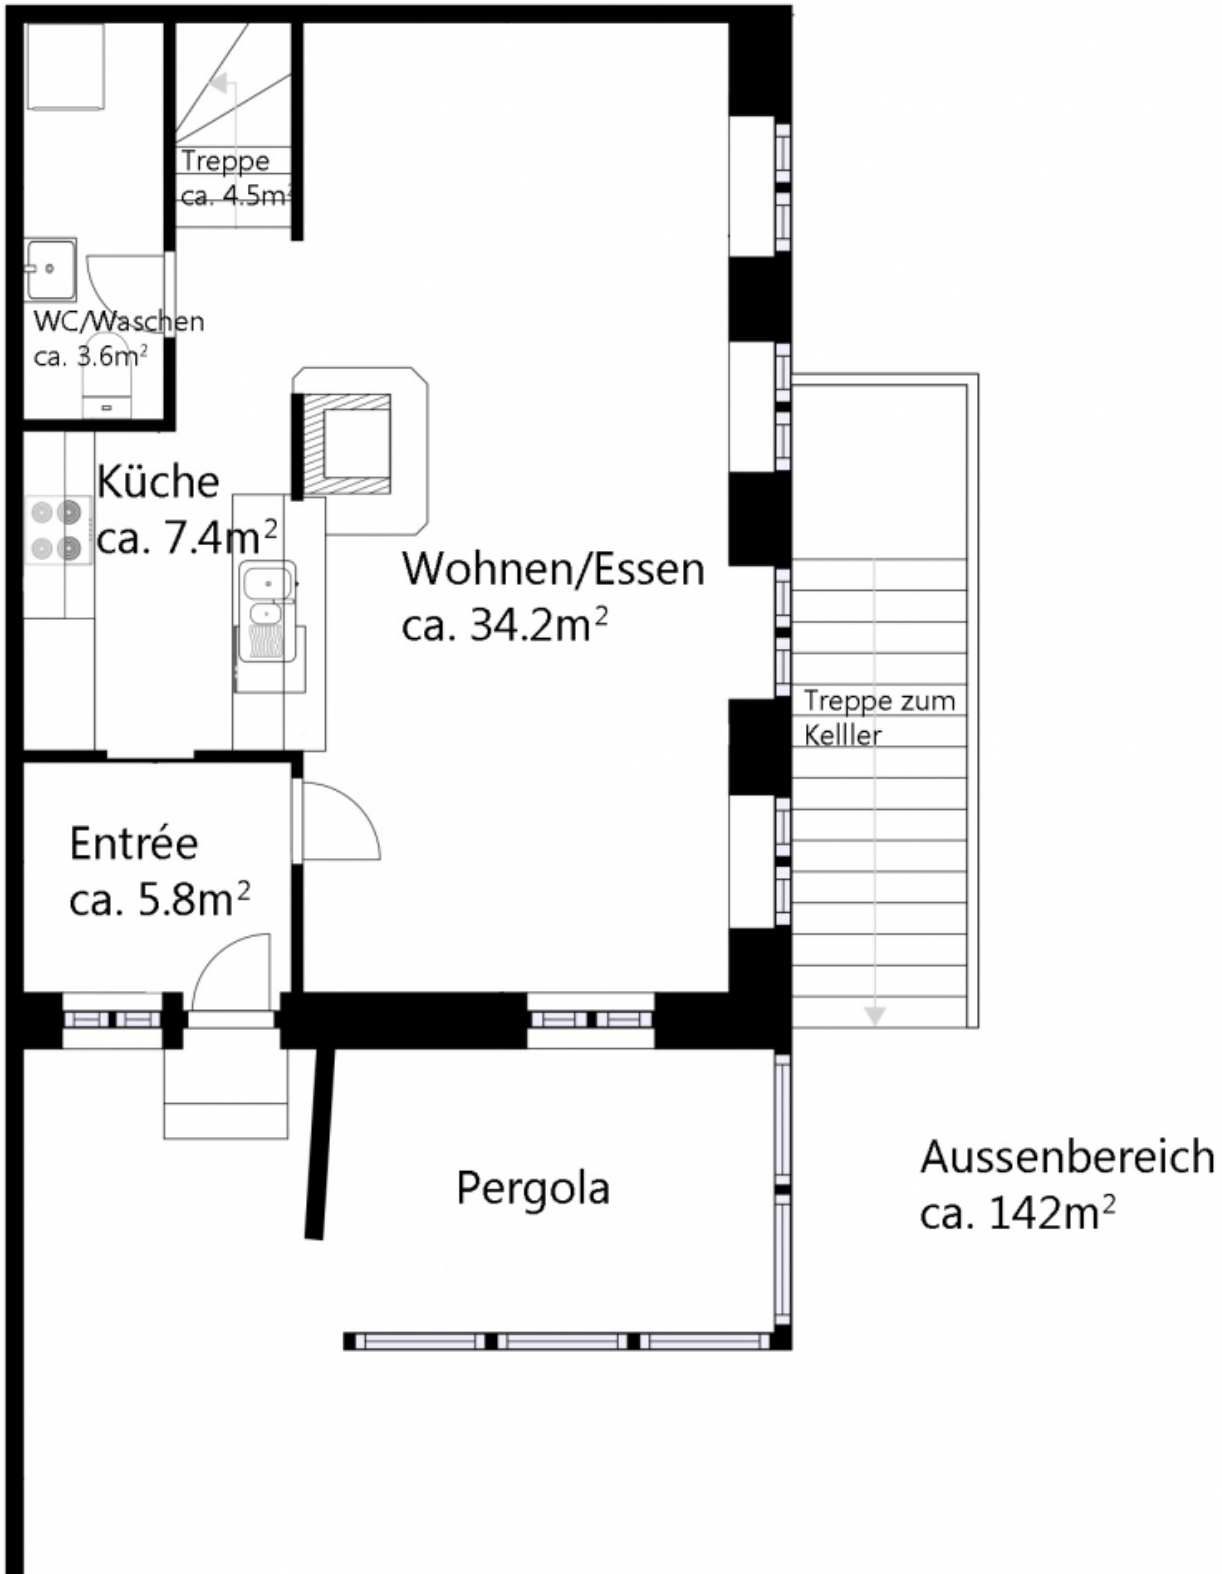 Treppe
ca. 4.5m²
WC/Waschen
ca. 3.6m²
Küche
ca. 7.4m²
Wohnen/Essen
ca. 34.2m²
Treppe zum
Kelller
Entrée
ca. 5.8m²
Pergola
Aussenbereich
ca. 142m²